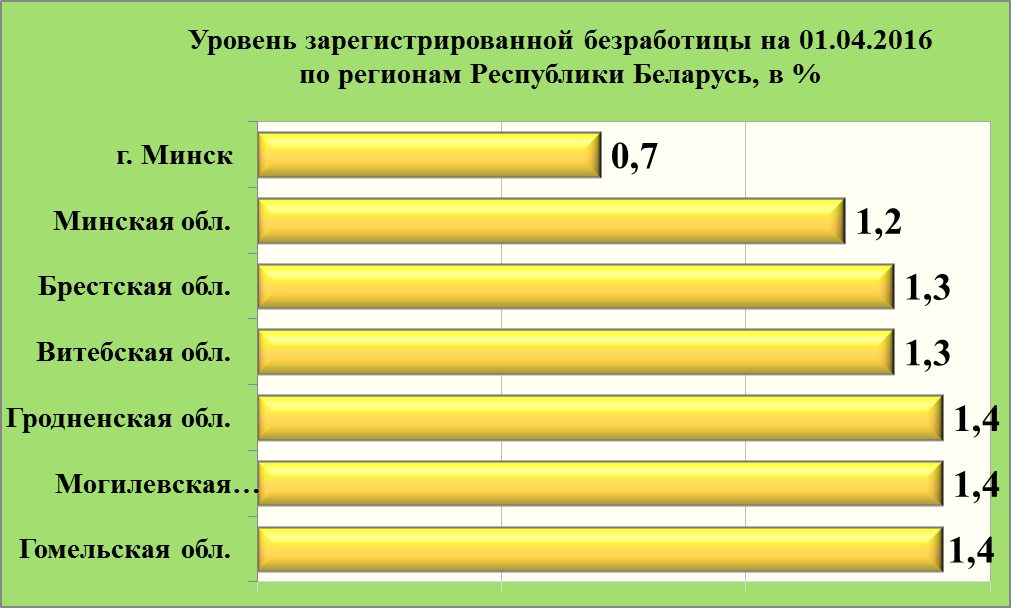 Уровень зарегистрированной безработицы на 01.04.2016
по регионам Республики Беларусь, в %
г. Минск 0,7
Минская обл. 1,2
Брестская обл. 1,3
Витебская обл. 1,3
Гродненская обл. 1,4
Могилевская… 1,4
Гомельская обл. 1,4